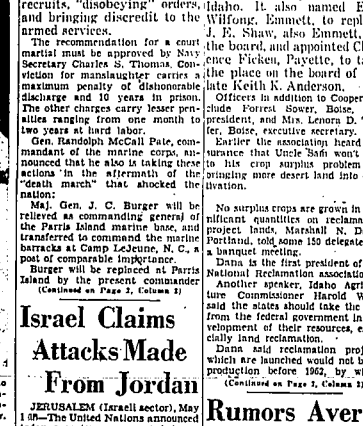 recruits, "disobeying" orders,
and bringing discredit to the
armed services.
The recommendation for a court
martial must be approved by Navy
Secretary Charles S. Thomas. Con-
viction for manslaughter carries a
maximum penalty of dishonorable
discharge and 10 years in prison.
The other charges carry lesser pen-
alties ranging from one month to
two years at hard labor.
Gen. Randolph McCall Pate, com-
mandant of the marine corps, an-
nounced that he also is taking these
actions in the aftermath of the
"death march" that shocked the
nation:
Maj. Gen. J. C. Burger will be
relieved as commanding general of
the Parris Island marine base, and
transferred to command the marine
barracks at Camp LeJeune, N. C., a
post of comparable importance.
Burger will be replaced at Parris
Island by the present commander
(Continued on Page 2, Column 2)
Israel Claims
Attacks Made
From Jordan
JERUSALEM (Israeli sector), May
The United Nations announced
Idaho. It also named E
Wilfong, Emmett, to repl
J. E. Shaw, also Emmett,
the board, and appointed C
ence Ficken, Payette, to ta
the place on the board of
late Keith K. Anderson.
Officers in addition to Cooper
clude Forrest Sower, Boise,
president, and Mrs. Lenora D.
fer, Boise, executive secretary.
Earlier the association heard
surance that Uncle Sam won't
to his crop surplus problem
bringing more desert land into
tivation.
No surplus crops are grown in
nificant quantities on reclama
project lands, Marshall N. D
Portland, told some 150 delegate
a banquet meeting.
Dana is the first president of
National Reclamation associati
Another speaker, Idaho Agri
ture Commissioner Harold W
said the states should take the
from the federal government in
velopment of their resources, e
cially land reclamation.
Dana said reclamation proj
which are launched would not b
production before 1962, by w
(Continued on Page 2, Column
Rumors Aver